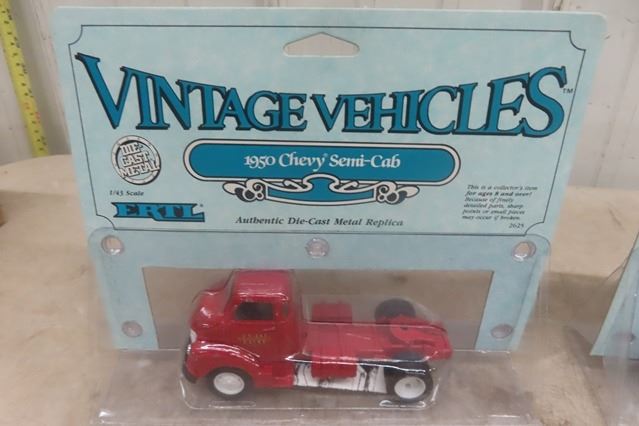 VINTAGE VEHICLES™
DIE-
CAST
METAL
1950 Chevy® Semi-Cab
1/43 Scale
ERTL®
Authentic Die-Cast Metal Replica
This is a collector's item
for ages 8 and over!
Because of finely
detailed parts, sharp
points or small pieces
may occur if broken.
2625